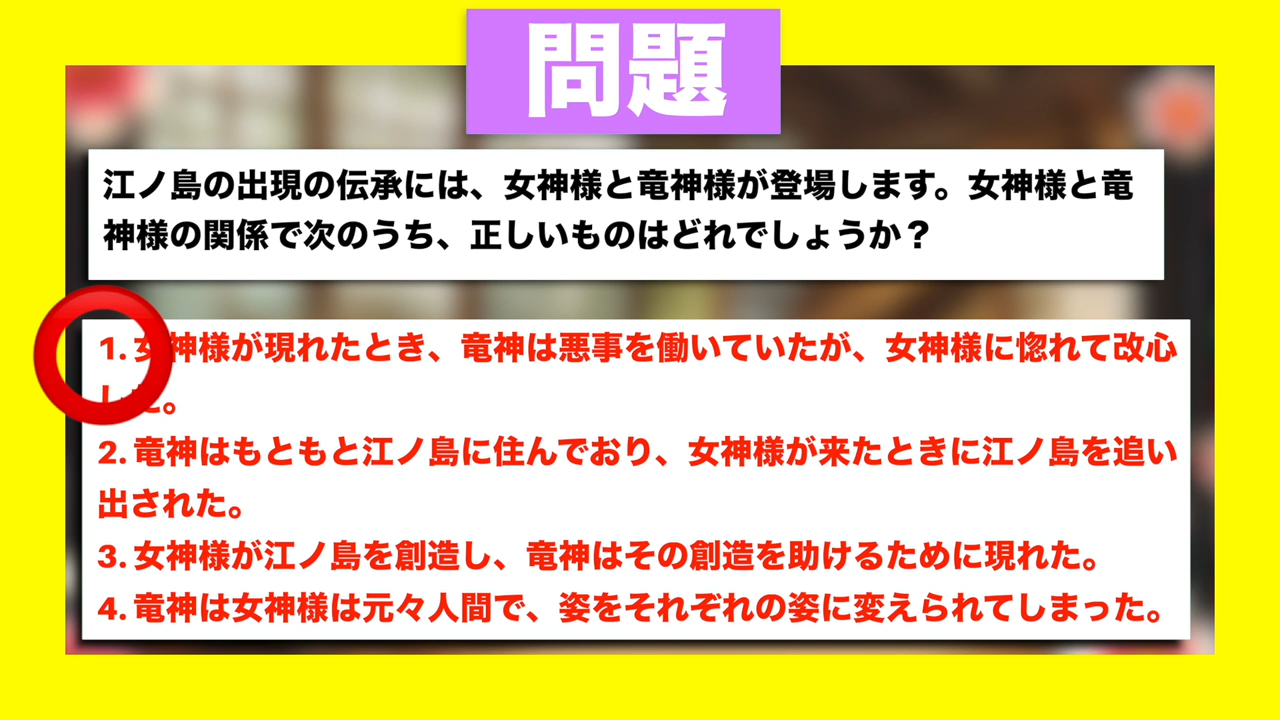 問題
江ノ島の出現の伝承には、女神様と竜神様が登場します。女神様と竜
神様の関係で次のうち、正しいものはどれでしょうか？
1. 女神様が現れたとき、竜神は悪事を働いていたが、女神様に惚れて改心
した。
2. 竜神はもともと江ノ島に住んでおり、女神様が来たときに江ノ島を追い
出された。
3. 女神様が江ノ島を創造し、竜神はその創造を助けるために現れた。
4. 竜神は女神様は元々人間で、姿をそれぞれの姿に変えられてしまった。